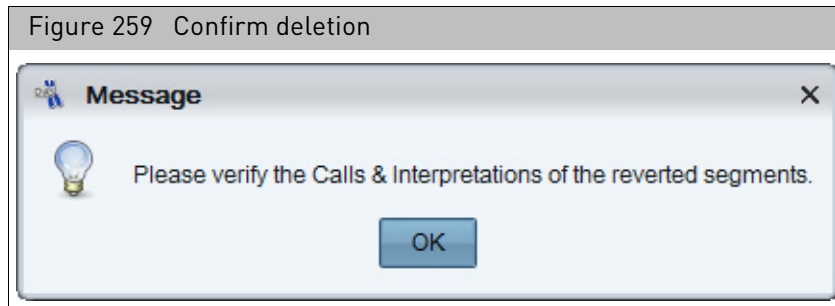 Figure 259 Confirm deletion
Message
Please verify the Calls & Interpretations of the reverted segments.
OK